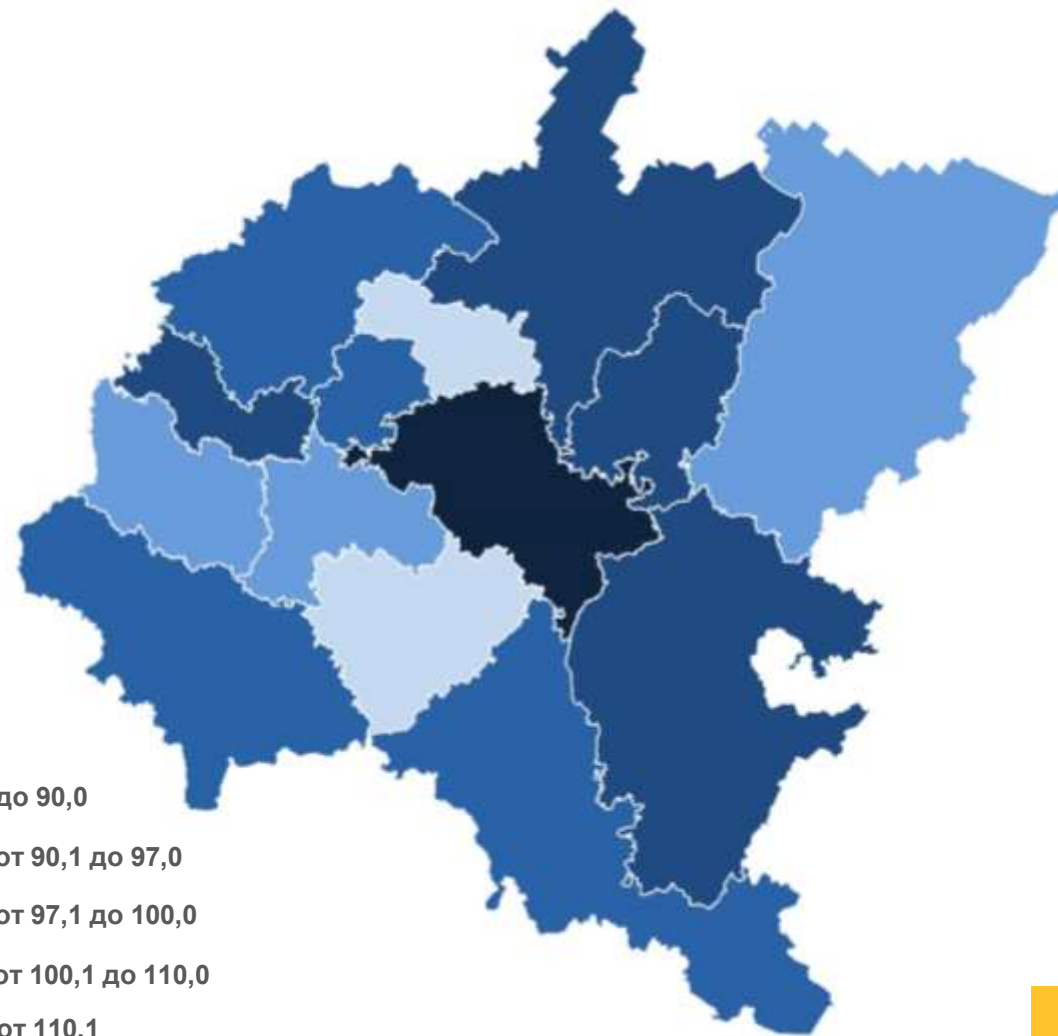 до 90,0
от 90,1 до 97,0
от 97,1 до 100,0
от 100,1 до 110,0
от 110,1